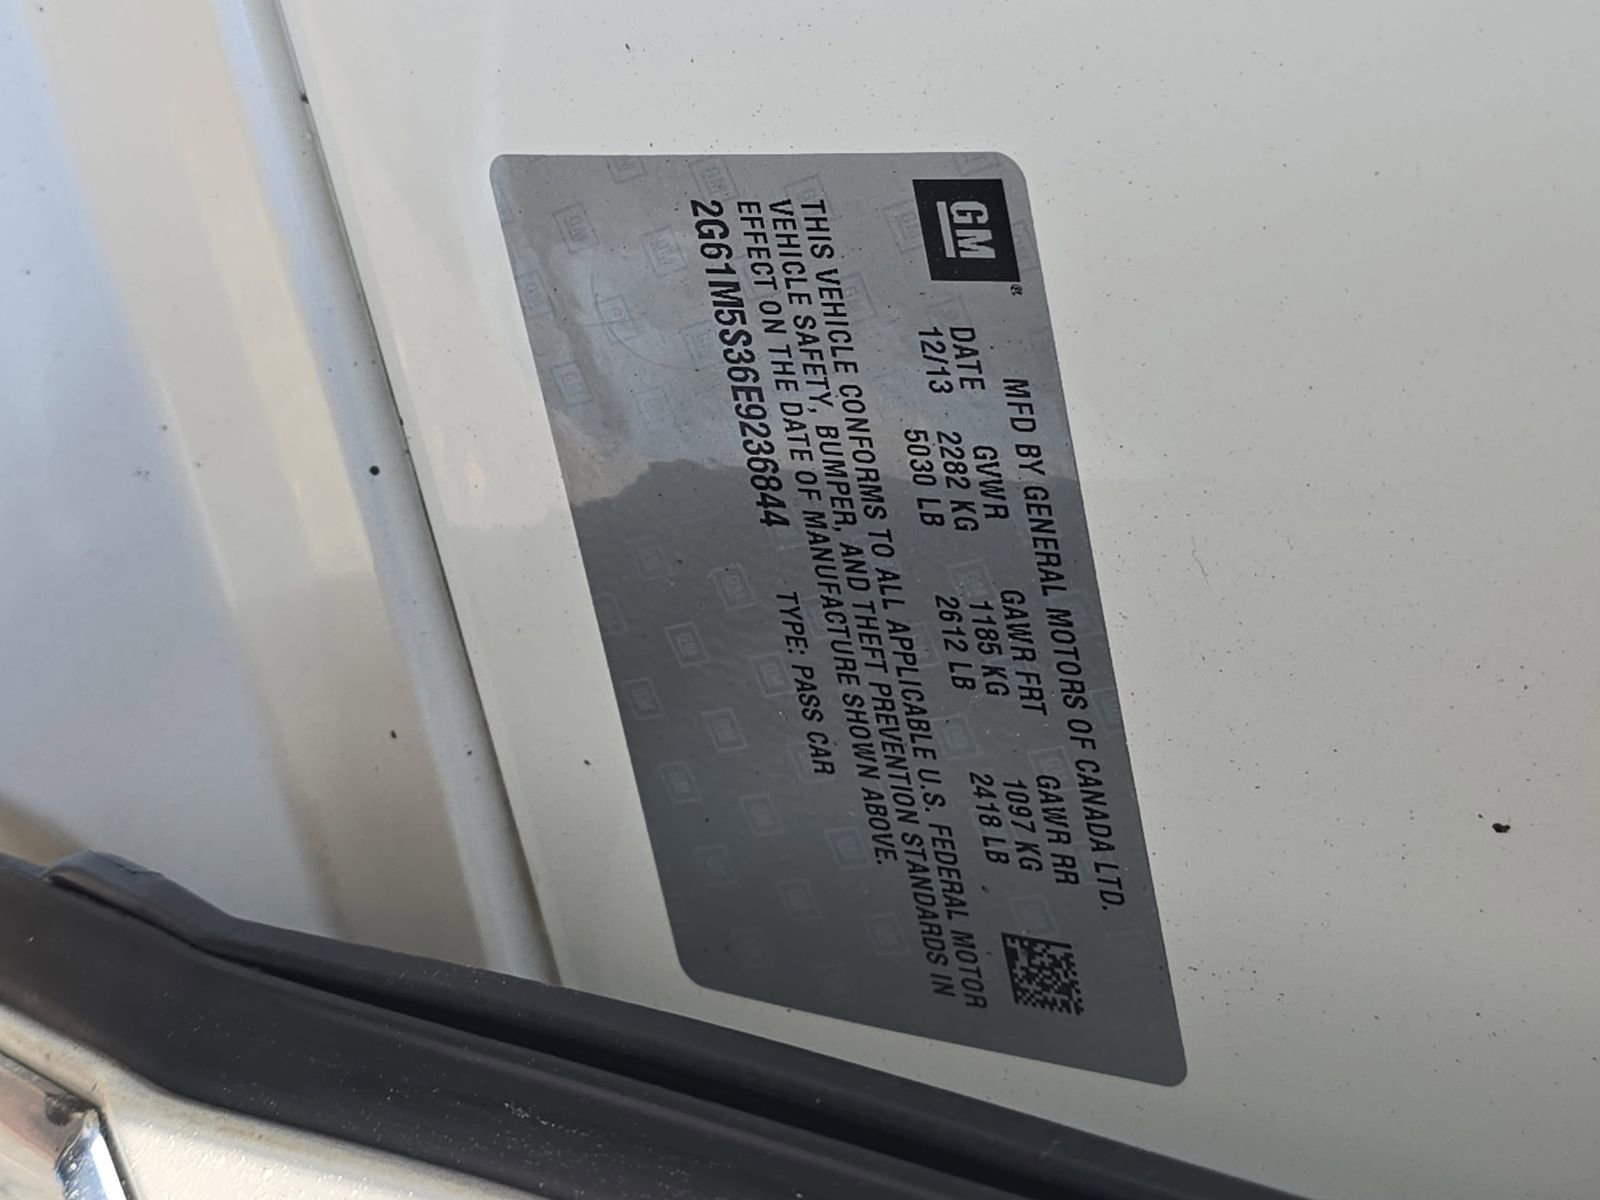 GM®
MFD BY GENERAL MOTORS OF CANADA LTD.
DATE GVWR GAWR FRT GAWR RR
12/13 2282 KG 1185 KG 1097 KG
5030 LB 2612 LB 2418 LB
THIS VEHICLE CONFORMS TO ALL APPLICABLE U.S. FEDERAL MOTOR
VEHICLE SAFETY, BUMPER, AND THEFT PREVENTION STANDARDS IN
EFFECT ON THE DATE OF MANUFACTURE SHOWN ABOVE.
2G61M5S36E9236844 TYPE: PASS CAR